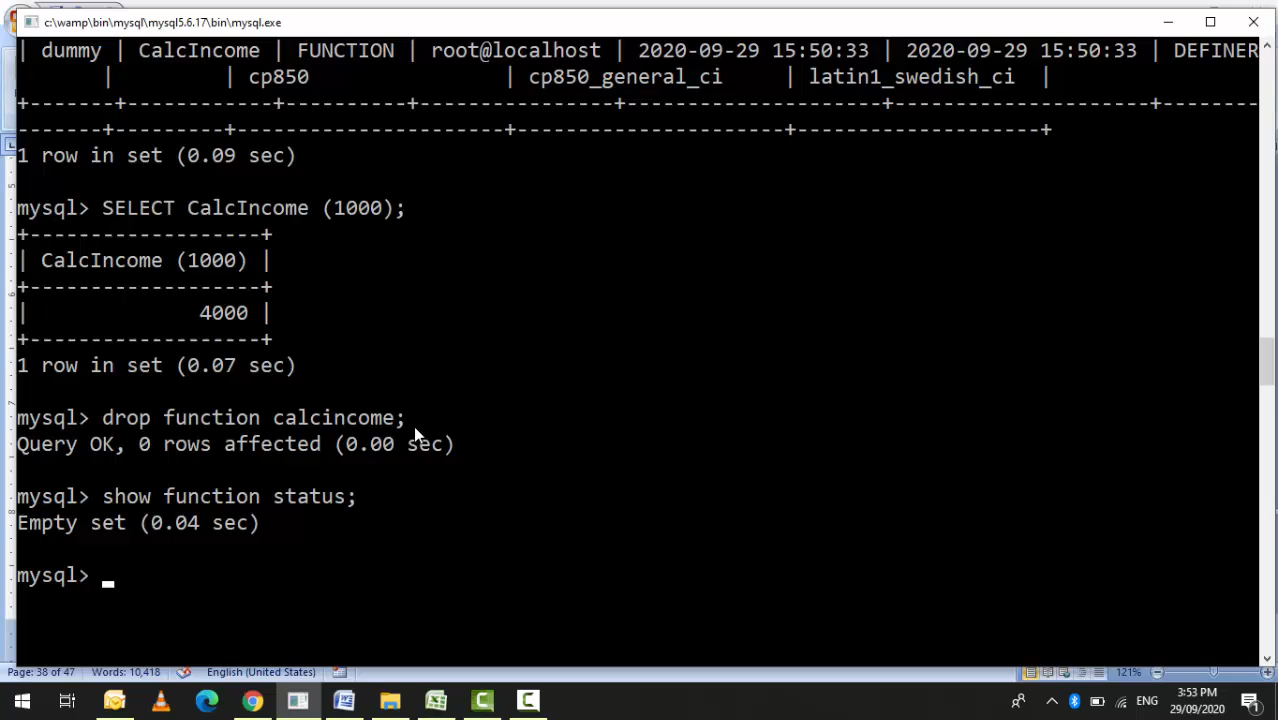 c:\wamp\bin\mysql\mysql5.6.17\bin\mysql.exe
| dummy | CalcIncome | FUNCTION | root@localhost | 2020-09-29 15:50:33 | 2020-09-29 15:50:33 | DEFINER
| | cp850 | cp850_general_ci | latin1_swedish_ci |
+-------+------------+----------+----------------+---------------------+---------------------+--------
-------+---------+----------------------+----------------------+--------------------+
1 row in set (0.09 sec)
mysql> SELECT CalcIncome (1000);
+-------------------+
| CalcIncome (1000) |
+-------------------+
| 4000 |
+-------------------+
1 row in set (0.07 sec)
mysql> drop function calcincome;
Query OK, 0 rows affected (0.00 sec)
mysql> show function status;
Empty set (0.04 sec)
mysql> _
Page: 38 of 47 Words: 10,418 English (United States) 121%
ENG 3:53 PM
29/09/2020